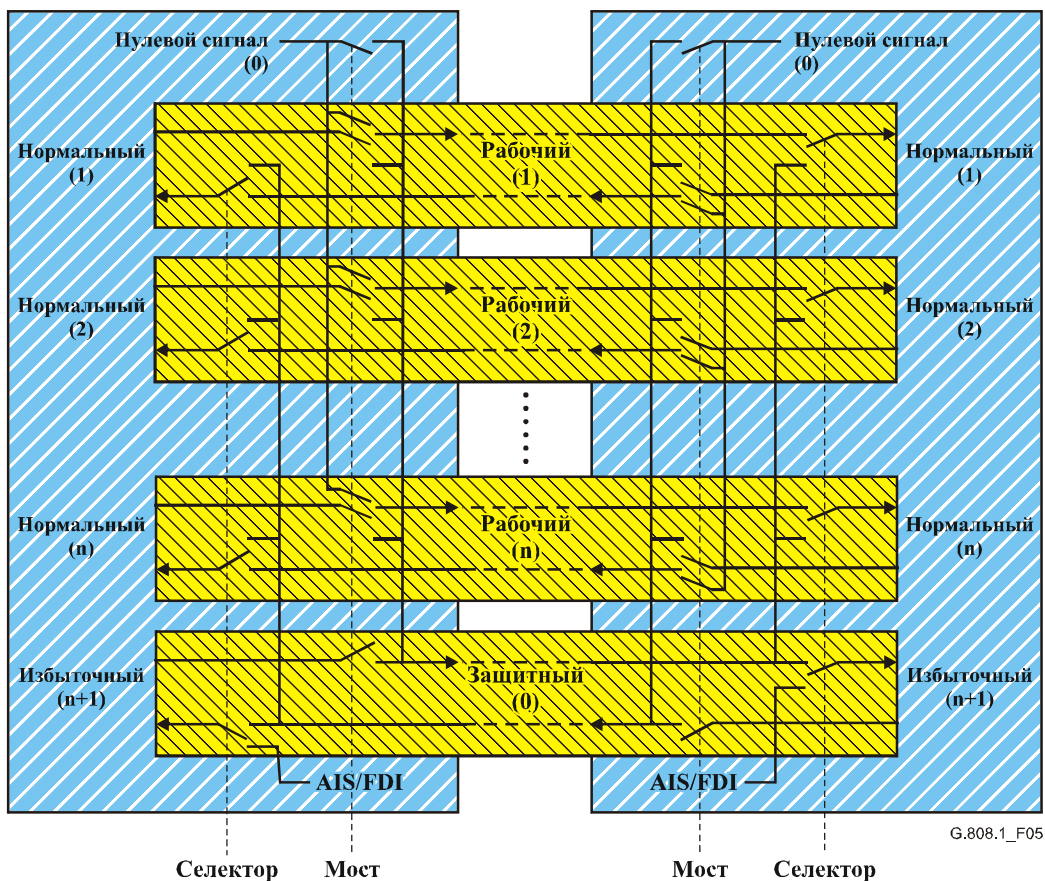 Нулевой сигнал
(0)
Нулевой сигнал
(0)
Нормальный
(1)
Рабочий
(1)
Нормальный
(1)
Нормальный
(2)
Рабочий
(2)
Нормальный
(2)
Нормальный
(n)
Рабочий
(n)
Нормальный
(n)
Избыточный
(n+1)
Защитный
(0)
Избыточный
(n+1)
AIS/FDI
AIS/FDI
G.808.1_F05
Селектор
Мост
Мост
Селектор